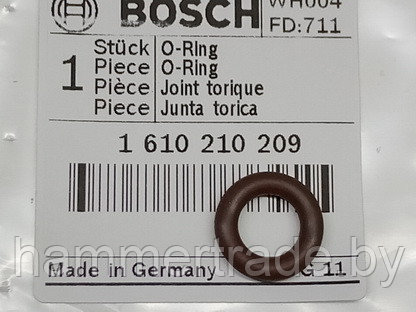 BOSCH
WH004
FD:711
1
Stück O-Ring
Piece O-Ring
Pièce Joint torique
Piece Junta torica
1 610 210 209
Made in Germany
G 11
hammertrade.by